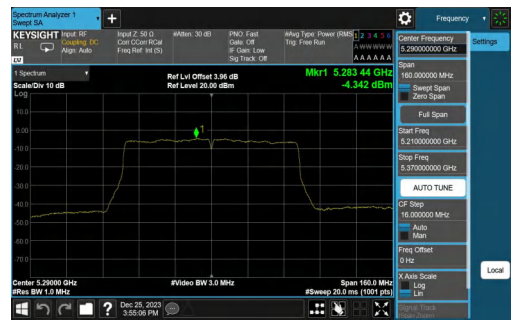 Spectrum Analyzer 1
Swept SA
+
Frequency
KEYSIGHT
Input: RF
Coupling: DC
Align: Auto
Input Z: 50 Ω
Corr CCorr RCal
Freq Ref: Int (S)
#Atten: 30 dB
PNO: Fast
Gate: Off
IF Gain: Low
Sig Track: Off
#Avg Type: Power (RMS
Trig: Free Run
1 2 3 4 5 6
A W W W W W
A A A A A A
RL
LV
1 Spectrum
Scale/Div 10 dB
Log
Ref Lvl Offset 3.96 dB
Ref Level 20.00 dBm
Mkr1 5.283 44 GHz
-4.342 dBm
1
10.0
0.00
-10.0
-20.0
-30.0
-40.0
-50.0
-60.0
-70.0
Center 5.29000 GHz
#Res BW 1.0 MHz
#Video BW 3.0 MHz
Span 160.0 MHz
#Sweep 20.0 ms (1001 pts)
Center Frequency
5.290000000 GHz
Span
160.000000 MHz
Swept Span
Zero Span
Full Span
Start Freq
5.210000000 GHz
Stop Freq
5.370000000 GHz
AUTO TUNE
CF Step
16.000000 MHz
Auto
Man
Freq Offset
0 Hz
X Axis Scale
Log
Lin
Signal Track
Settings
Local
?
Dec 25, 2023
3:55:06 PM